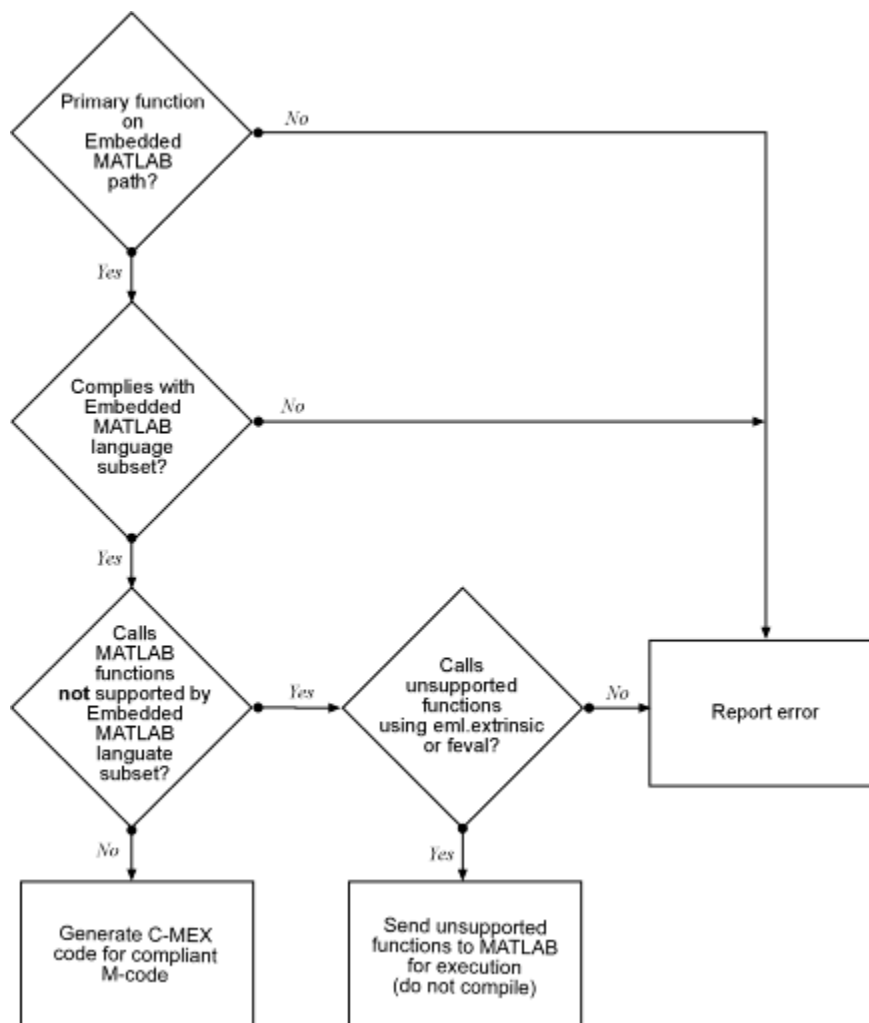 Primary function
on
Embedded
MATLAB
path?
No
Yes
Complies with
Embedded
MATLAB
language
subset?
No
Yes
Calls
MATLAB
functions
not supported by
Embedded
MATLAB
languate
subset?
Yes
Calls
unsupported
functions
using eml.extrinsic
or feval?
No
Report error
No
Yes
Generate C-MEX
code for compliant
M-code
Send unsupported
functions to MATLAB
for execution
(do not compile)